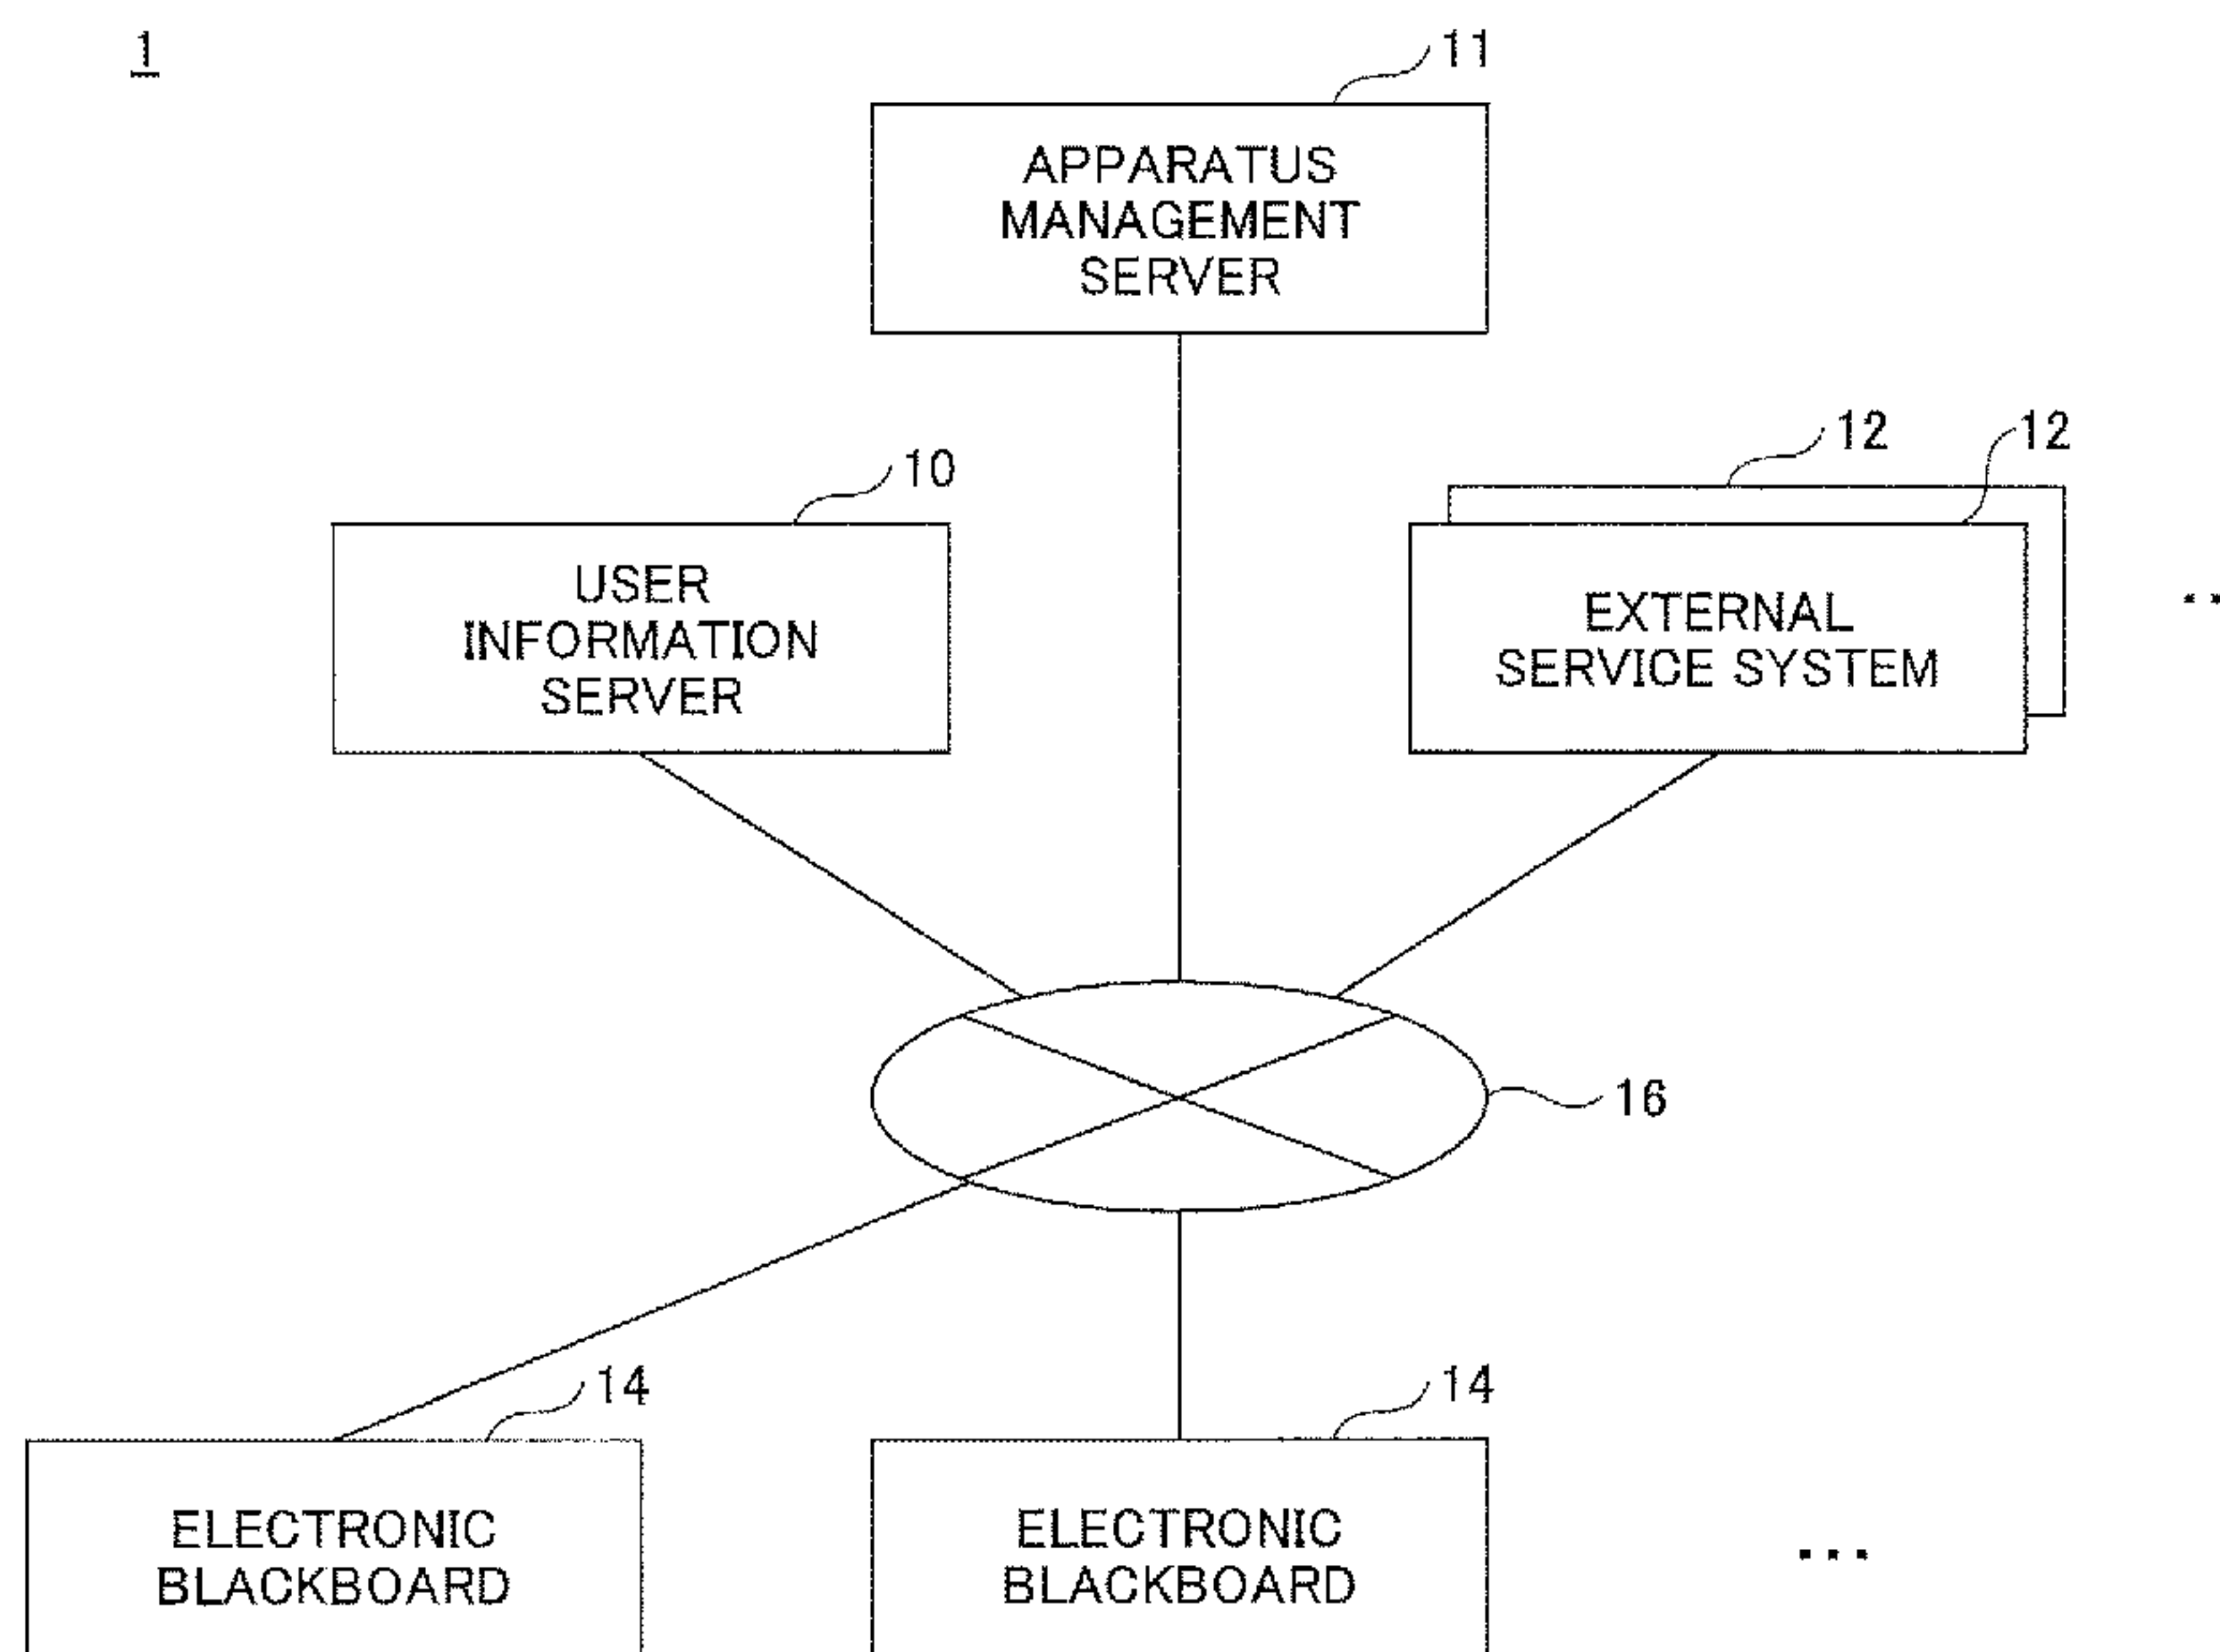 1
11
APPARATUS
MANAGEMENT
SERVER
10
USER
INFORMATION
SERVER
12
12
EXTERNAL
SERVICE SYSTEM
16
14
ELECTRONIC
BLACKBOARD
14
ELECTRONIC
BLACKBOARD
...